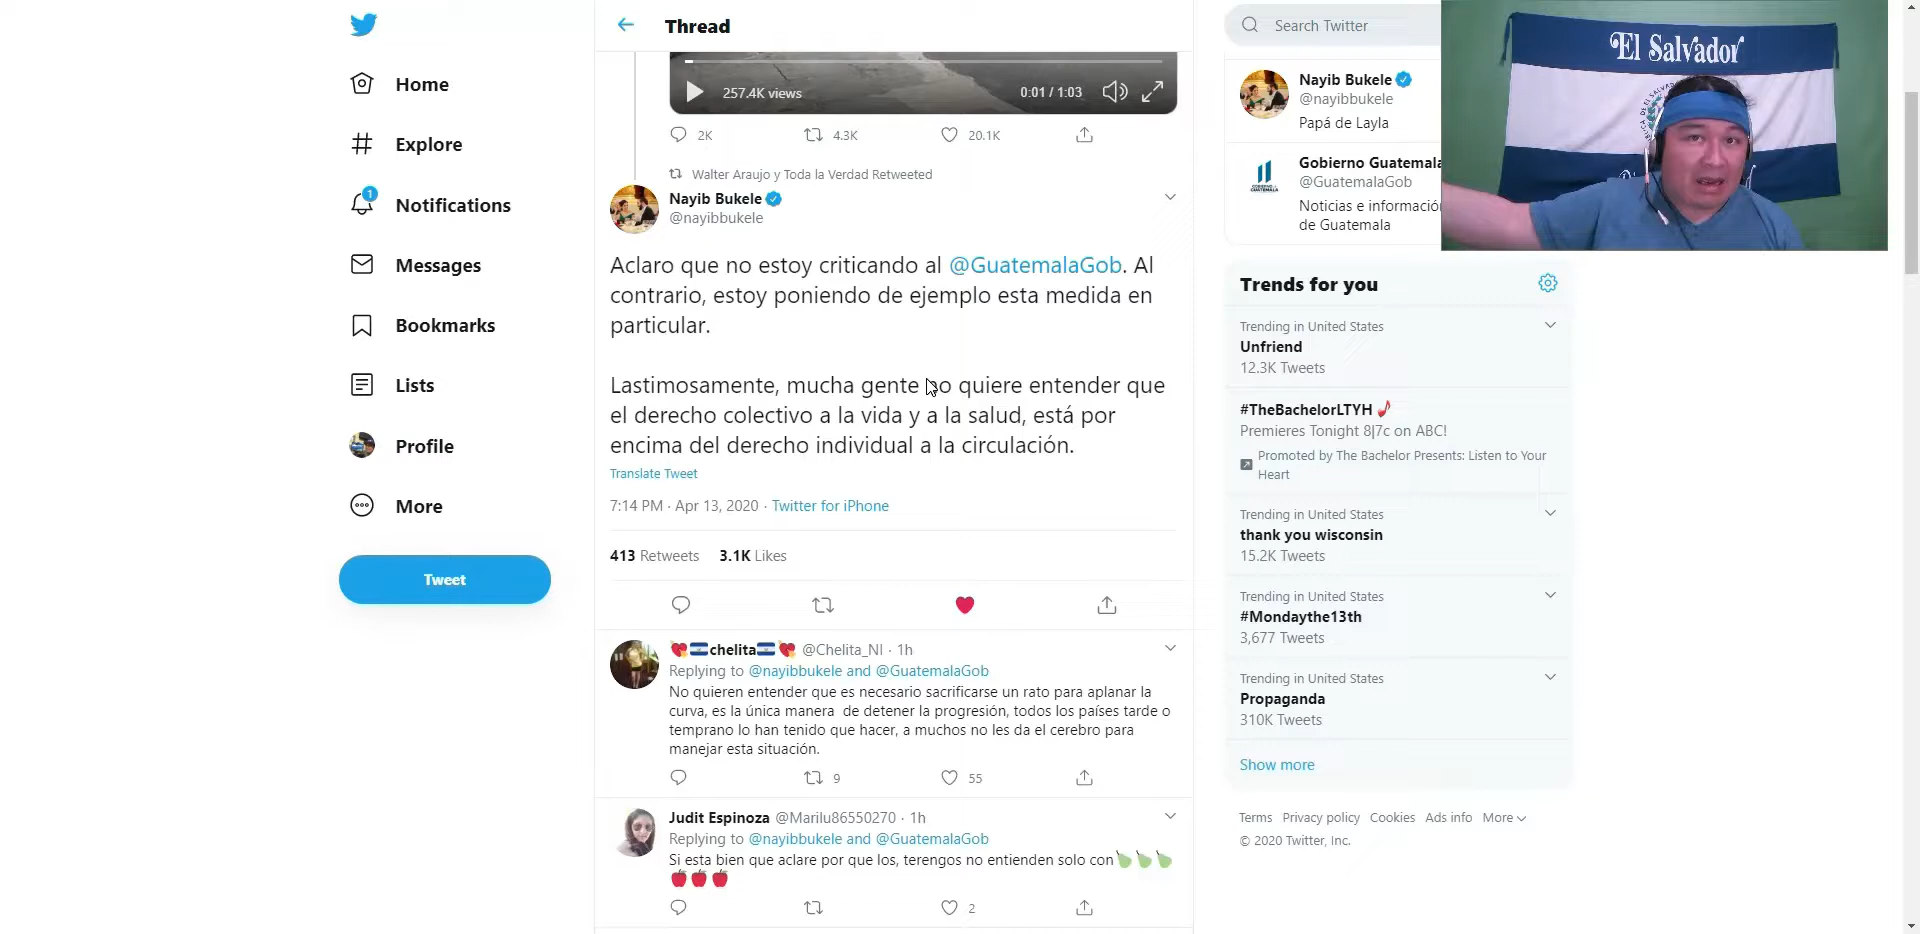 Home
Explore
1
Notifications
Messages
Bookmarks
Lists
Profile
More
Tweet
Thread
257.4K views
0:01 / 1:03
2K
4.3K
20.1K
Walter Araujo y Toda la Verdad Retweeted
Nayib Bukele
@nayibbukele
Aclaro que no estoy criticando al @GuatemalaGob. Al
contrario, estoy poniendo de ejemplo esta medida en
particular.
Lastimosamente, mucha gente no quiere entender que
el derecho colectivo a la vida y a la salud, está por
encima del derecho individual a la circulación.
Translate Tweet
7:14 PM · Apr 13, 2020 · Twitter for iPhone
413 Retweets 3.1K Likes
chelita @Chelita_NI · 1h
Replying to @nayibbukele and @GuatemalaGob
No quieren entender que es necesario sacrificarse un rato para aplanar la
curva, es la única manera de detener la progresión, todos los países tarde o
temprano lo han tenido que hacer, a muchos no les da el cerebro para
manejar esta situación.
9
55
Judit Espinoza @Marilu86550270 · 1h
Replying to @nayibbukele and @GuatemalaGob
Si esta bien que aclare por que los, terengos no entienden solo con🍐🍐🍐
🍎🍎🍎
2
Search Twitter
Nayib Bukele
@nayibbukele
Papá de Layla
Gobierno Guatemala
@GuatemalaGob
Noticias e informació
de Guatemala
El Salvador
Trends for you
Trending in United States
Unfriend
12.3K Tweets
#TheBachelorLTYH
Premieres Tonight 8|7c on ABC!
Promoted by The Bachelor Presents: Listen to Your
Heart
Trending in United States
thank you wisconsin
15.2K Tweets
Trending in United States
#Mondaythe13th
3,677 Tweets
Trending in United States
Propaganda
310K Tweets
Show more
Terms Privacy policy Cookies Ads info More
© 2020 Twitter, Inc.